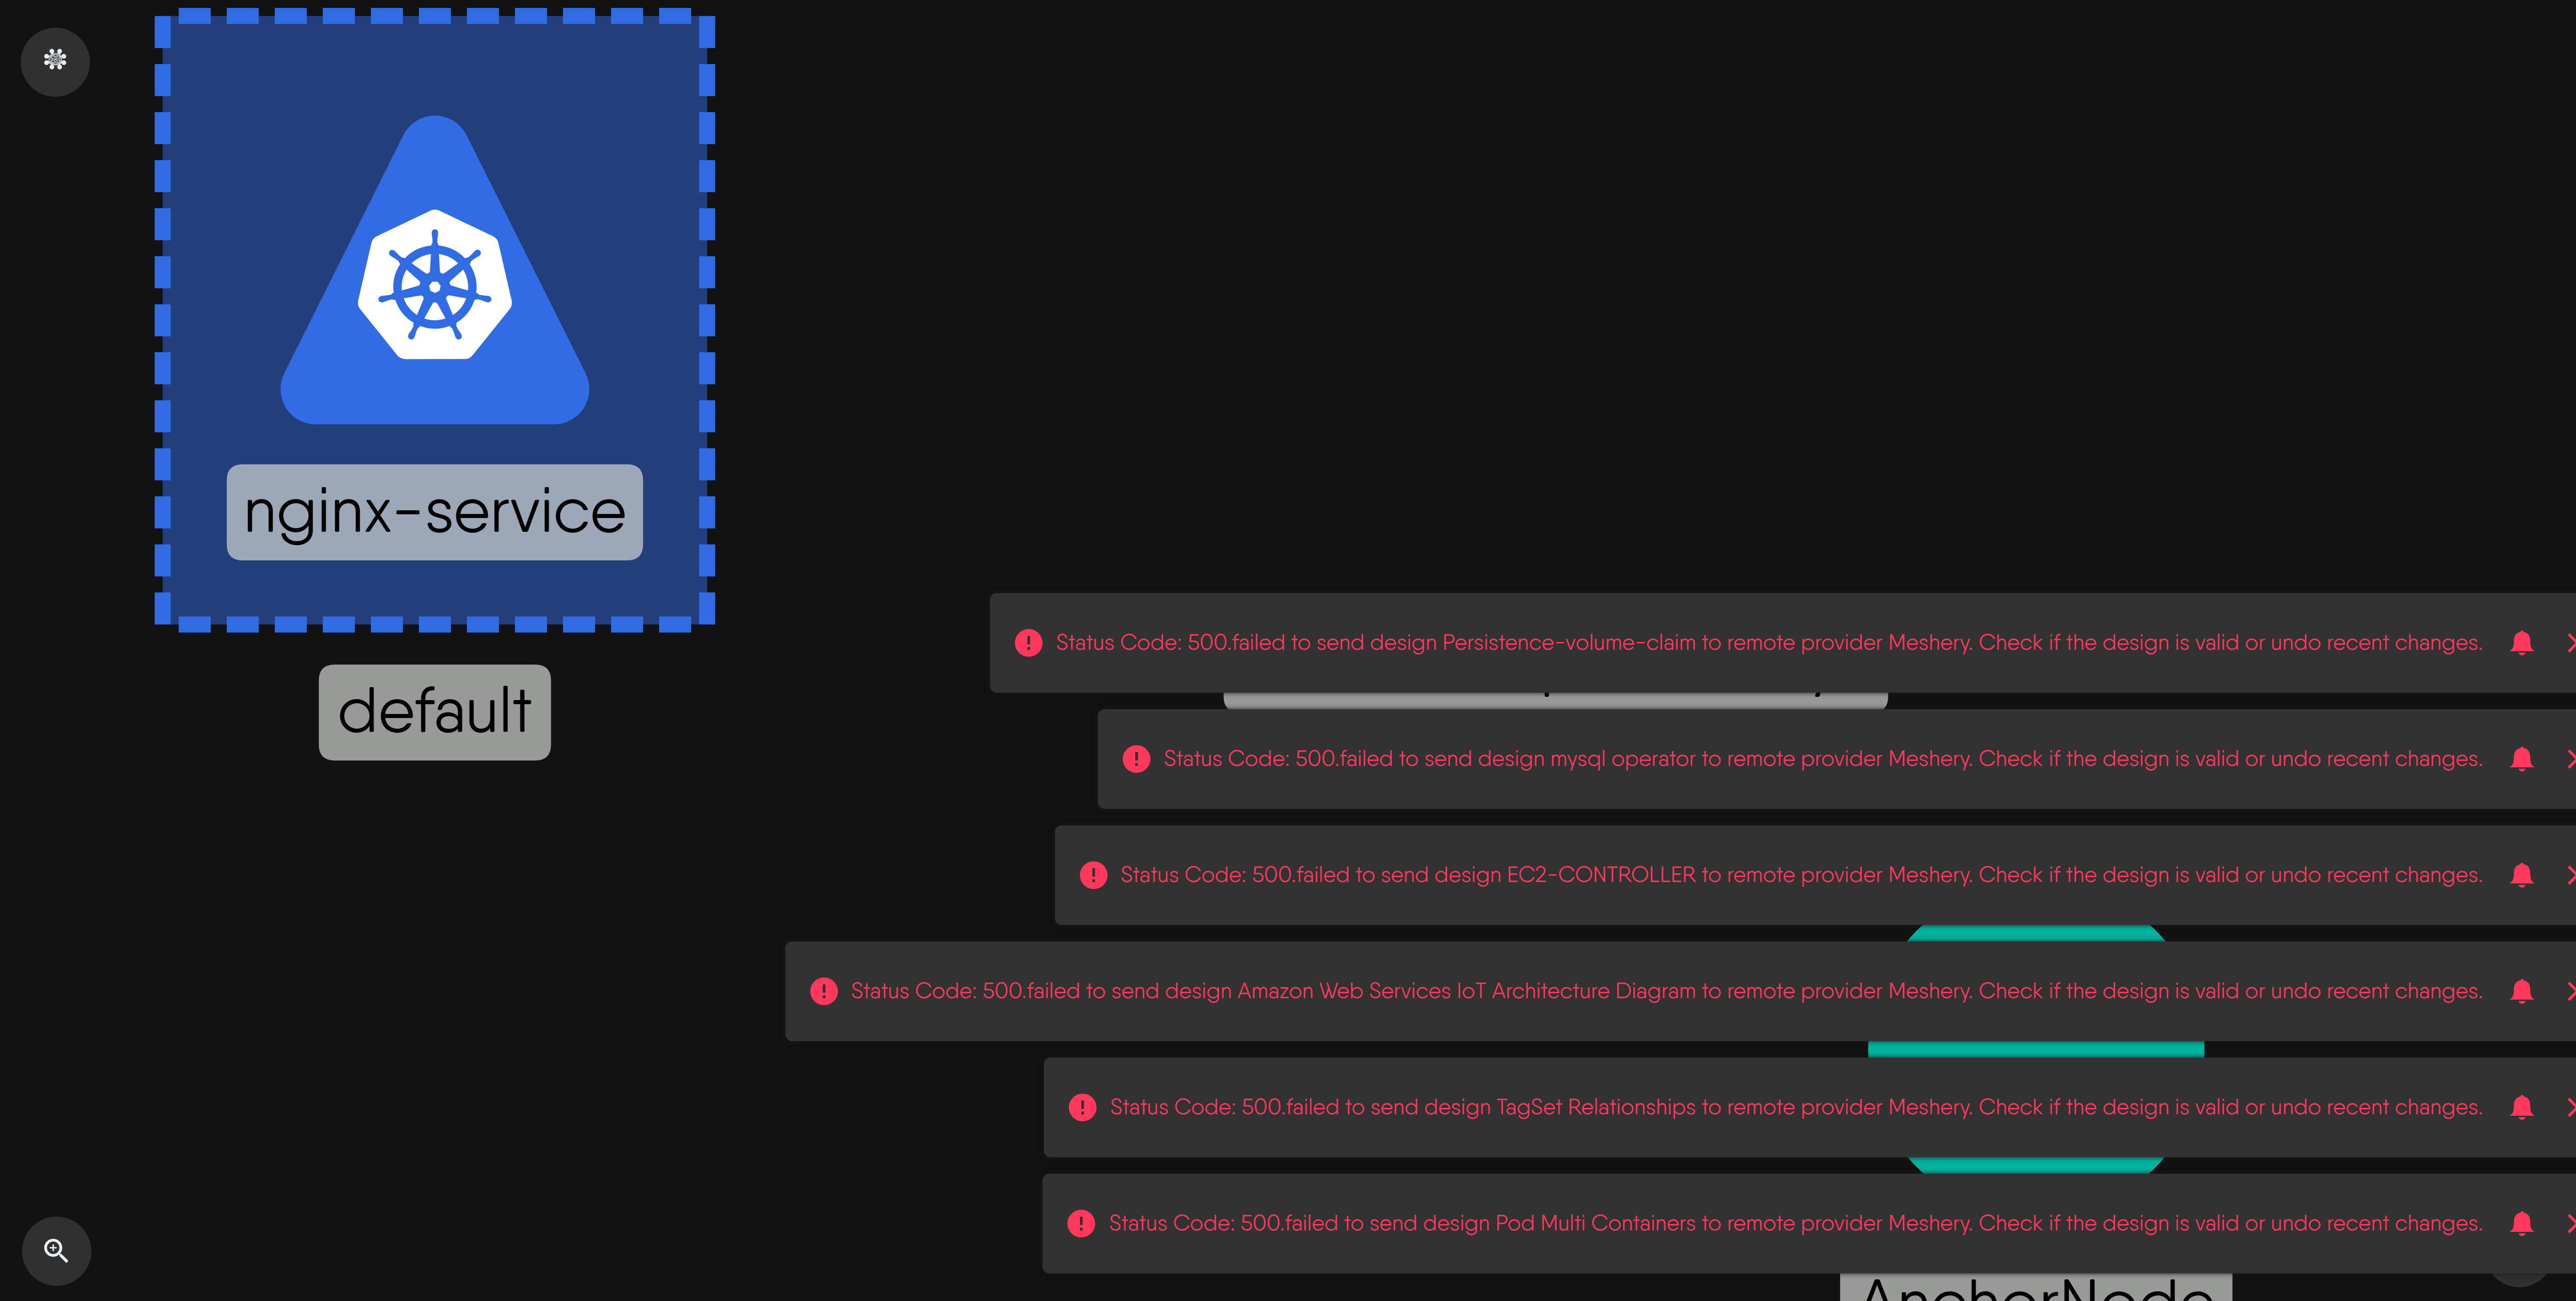 nginx-service
default
Status Code: 500.failed to send design Persistence-volume-claim to remote provider Meshery. Check if the design is valid or undo recent changes.
Status Code: 500.failed to send design mysql operator to remote provider Meshery. Check if the design is valid or undo recent changes.
Status Code: 500.failed to send design EC2-CONTROLLER to remote provider Meshery. Check if the design is valid or undo recent changes.
Status Code: 500.failed to send design Amazon Web Services IoT Architecture Diagram to remote provider Meshery. Check if the design is valid or undo recent changes.
Status Code: 500.failed to send design TagSet Relationships to remote provider Meshery. Check if the design is valid or undo recent changes.
Status Code: 500.failed to send design Pod Multi Containers to remote provider Meshery. Check if the design is valid or undo recent changes.
AnchorNode